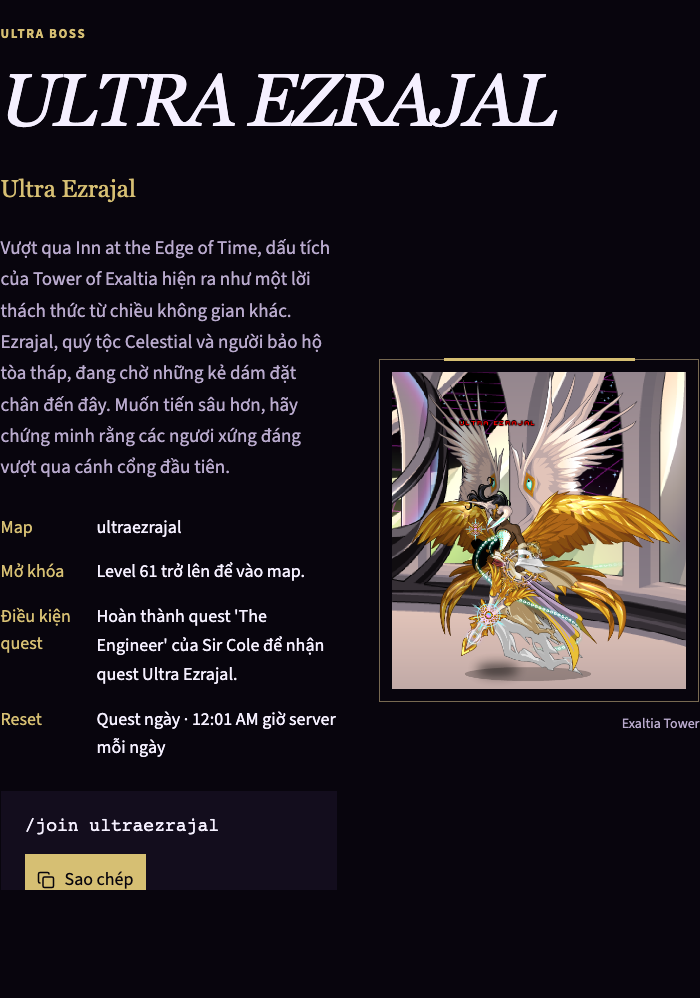 ULTRA BOSS
ULTRA EZRAJAL
Ultra Ezrajal
Vượt qua Inn at the Edge of Time, dấu tích
của Tower of Exaltia hiện ra như một lời
thách thức từ chiều không gian khác.
Ezrajal, quý tộc Celestial và người bảo hộ
tòa tháp, đang chờ những kẻ dám đặt
chân đến đây. Muốn tiến sâu hơn, hãy
chứng minh rằng các ngươi xứng đáng
vượt qua cánh cổng đầu tiên.
ULTRA EZRAJAL
Map ultraezrajal
Mở khóa Level 61 trở lên để vào map.
Điều kiện quest Hoàn thành quest 'The
Engineer' của Sir Cole để nhận
quest Ultra Ezrajal.
Reset Quest ngày · 12:01 AM giờ server
mỗi ngày
Exaltia Tower
/join ultraezrajal
Sao chép